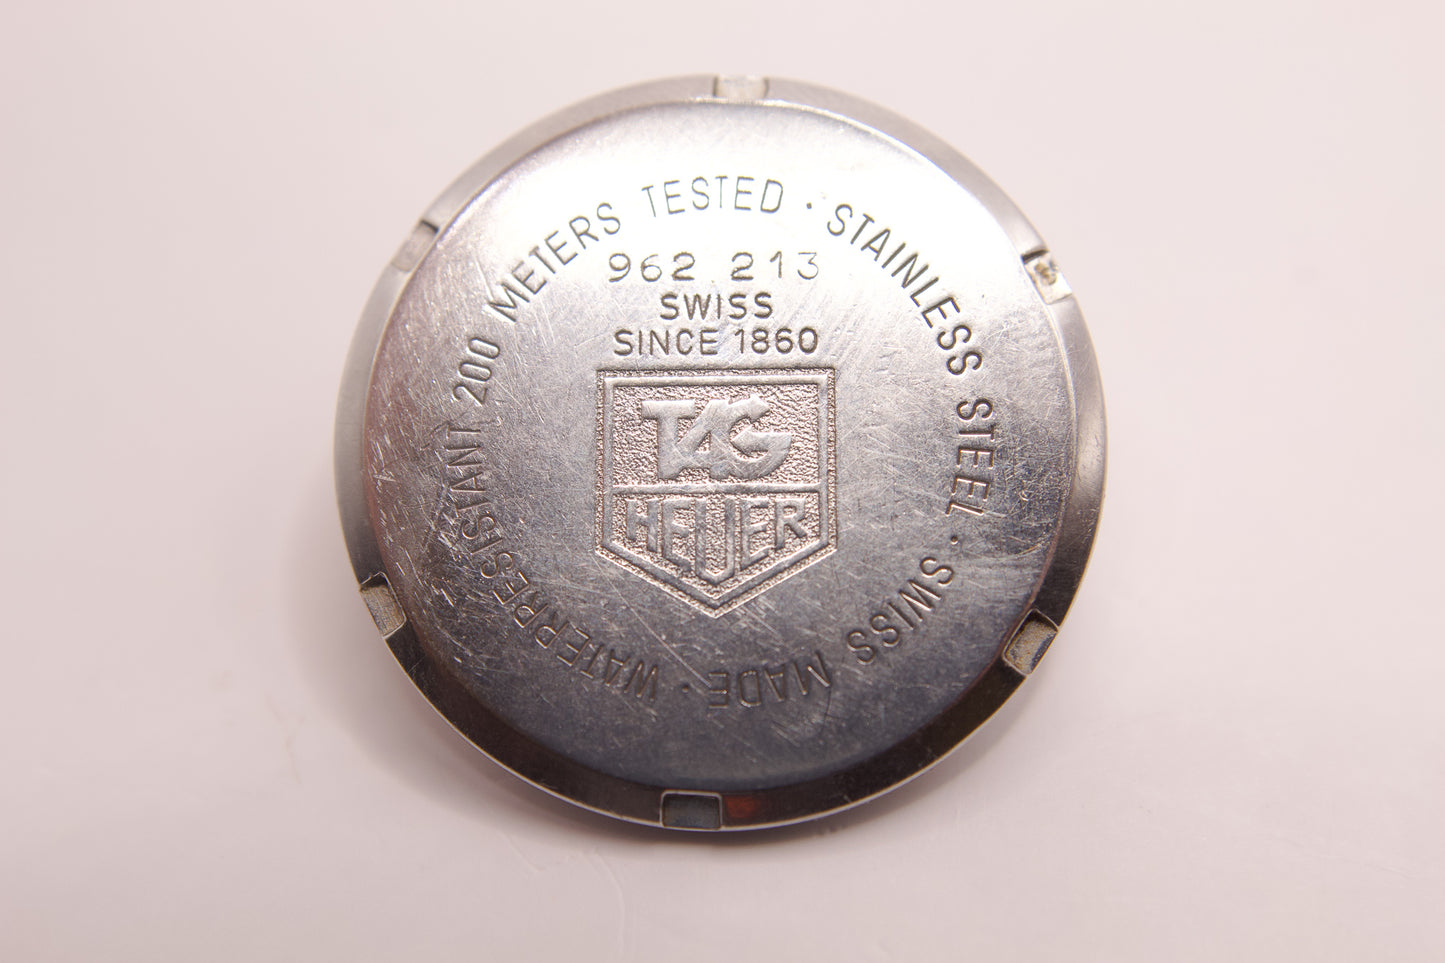 WATERRESISTANT 200 METERS TESTED · STAINLESS STEEL · SWISS MADE ·
962 213
SWISS
SINCE 1860
TAG
HEUER